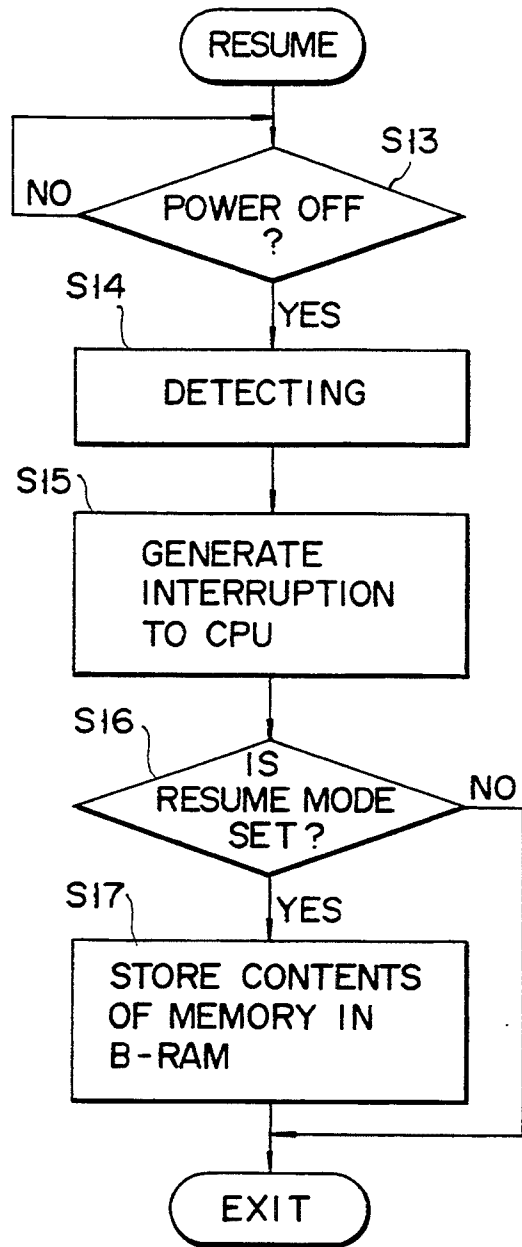 RESUME
S13
NO
POWER OFF
?
S14
YES
DETECTING
S15
GENERATE
INTERRUPTION
TO CPU
S16
IS
RESUME MODE
SET?
NO
S17
YES
STORE CONTENTS
OF MEMORY IN
B-RAM
EXIT